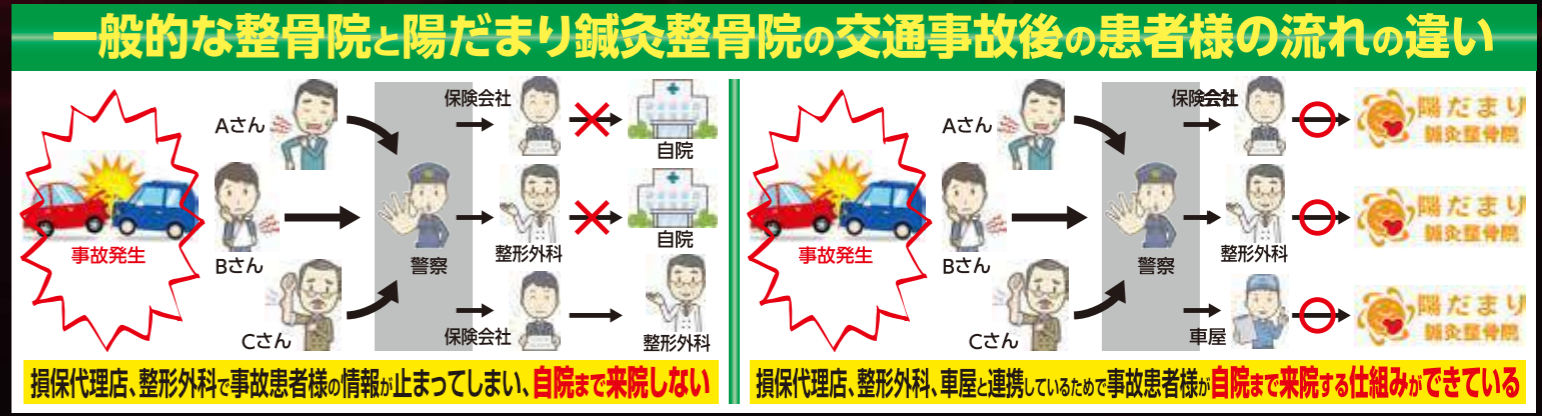 一般的な整骨院と陽だまり鍼灸整骨院の交通事故後の患者様の流れの違い
事故発生
Aさん
Bさん
Cさん
警察
保険会社
自院
整形外科
自院
保険会社
整形外科
損保代理店、整形外科で事故患者様の情報が止まってしまい、自院まで来院しない
事故発生
Aさん
Bさん
Cさん
警察
保険会社
陽だまり
鍼灸整骨院
整形外科
陽だまり
鍼灸整骨院
車屋
陽だまり
鍼灸整骨院
損保代理店、整形外科、車屋と連携しているためで事故患者様が自院まで来院する仕組みができている